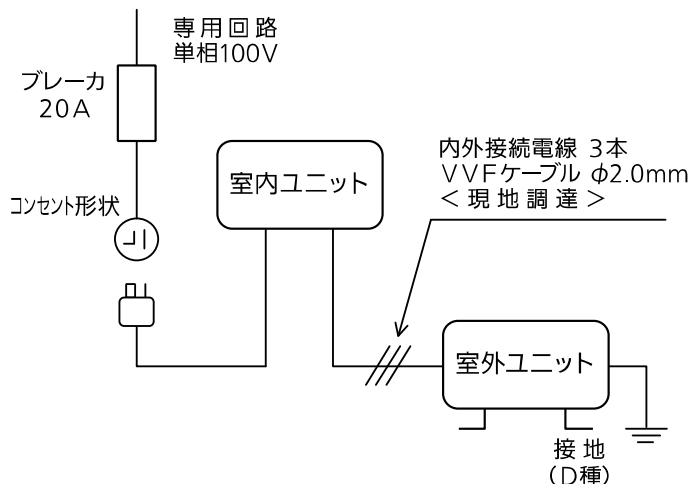 専用回路
単相100V
ブレーカ
20A
コンセント形状
室内ユニット
内外接続電線 3本
VVFケーブル φ2.0mm
<現地調達>
室外ユニット
接地
(D種)